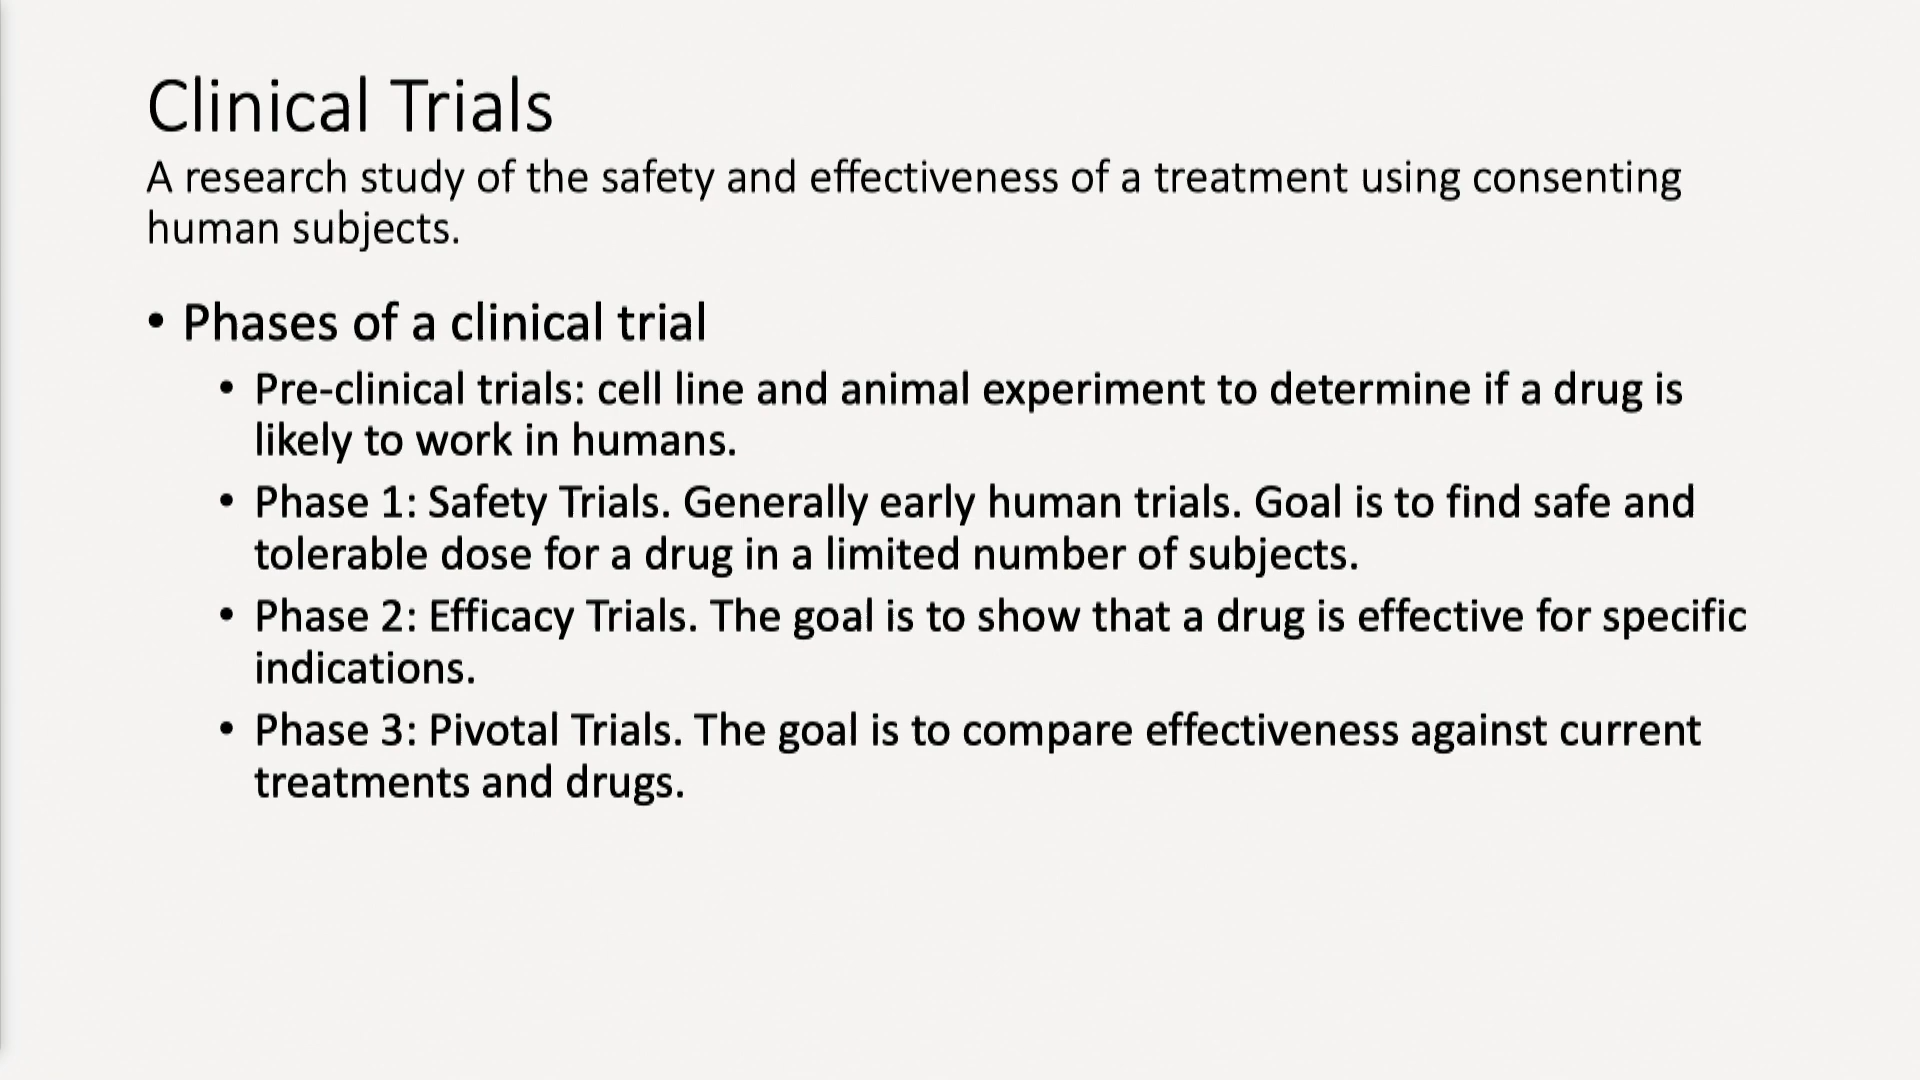 Clinical Trials
A research study of the safety and effectiveness of a treatment using consenting
human subjects.
• Phases of a clinical trial
• Pre-clinical trials: cell line and animal experiment to determine if a drug is
likely to work in humans.
• Phase 1: Safety Trials. Generally early human trials. Goal is to find safe and
tolerable dose for a drug in a limited number of subjects.
• Phase 2: Efficacy Trials. The goal is to show that a drug is effective for specific
indications.
• Phase 3: Pivotal Trials. The goal is to compare effectiveness against current
treatments and drugs.